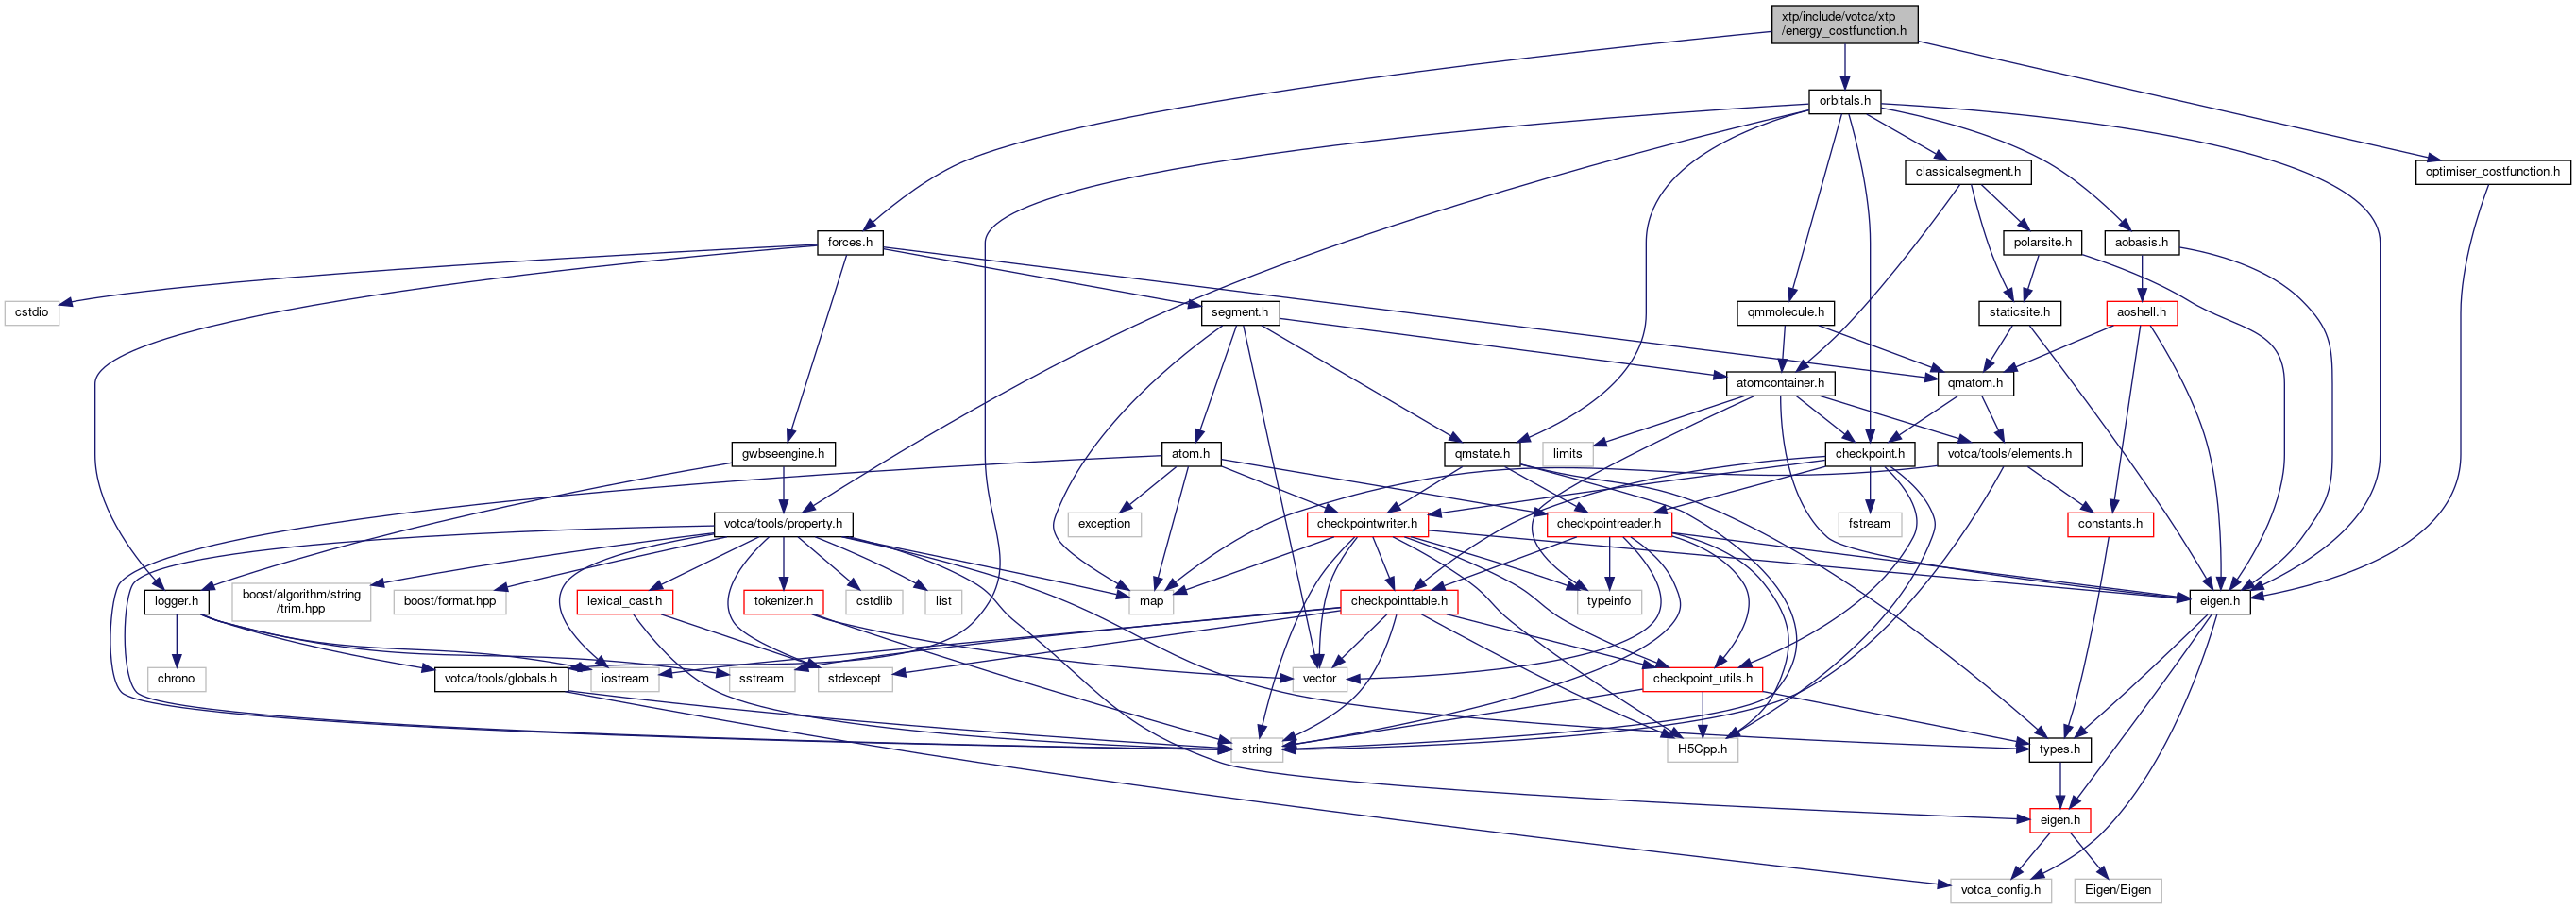 xtp/include/votca/xtp
/energy_costfunction.h
orbitals.h
classicalsegment.h
optimiser_costfunction.h
forces.h
polarsite.h
aobasis.h
cstdio
segment.h
qmmolecule.h
staticsite.h
aoshell.h
atomcontainer.h
qmatom.h
gwbseengine.h
atom.h
qmstate.h
limits
checkpoint.h
votca/tools/elements.h
votca/tools/property.h
exception
checkpointwriter.h
checkpointreader.h
fstream
constants.h
logger.h
boost/algorithm/string
/trim.hpp
boost/format.hpp
lexical_cast.h
tokenizer.h
cstdlib
list
map
checkpointtable.h
typeinfo
eigen.h
chrono
votca/tools/globals.h
iostream
sstream
stdexcept
vector
checkpoint_utils.h
string
H5Cpp.h
types.h
eigen.h
votca_config.h
Eigen/Eigen